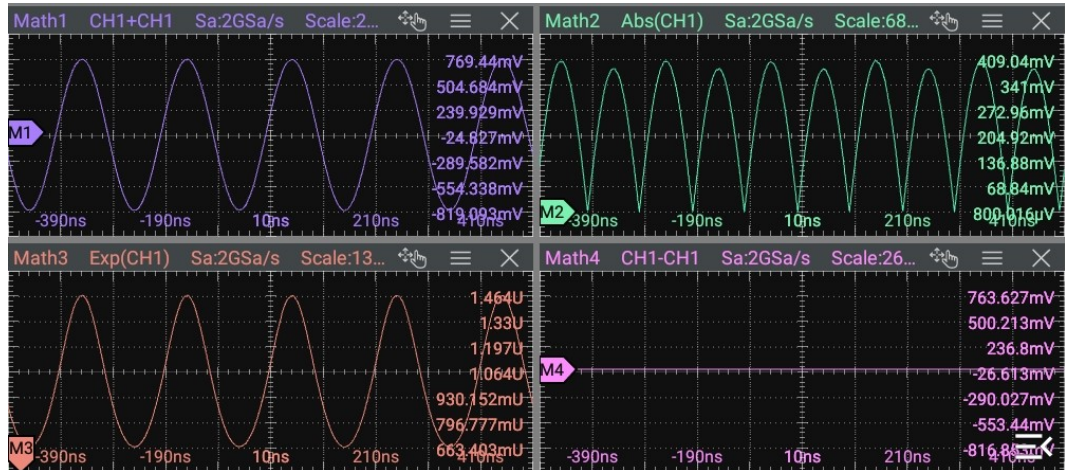 Math1 CH1+CH1 Sa:2GSa/s Scale:2...
769.44mV
504.684mV
239.929mV
M1 -24.827mV
-289.582mV
-554.338mV
-819.093mV
-390ns -190ns 10ns 210ns 410ns
Math2 Abs(CH1) Sa:2GSa/s Scale:68...
409.04mV
341mV
272.96mV
204.92mV
136.88mV
68.84mV
M2 800.016µV
-390ns -190ns 10ns 210ns 410ns
Math3 Exp(CH1) Sa:2GSa/s Scale:13...
1.464U
1.33U
1.197U
1.064U
930.152mU
796.777mU
M3 663.403mU
-390ns -190ns 10ns 210ns 410ns
Math4 CH1-CH1 Sa:2GSa/s Scale:26...
763.627mV
500.213mV
236.8mV
M4 -26.613mV
-290.027mV
-553.44mV
-390ns -190ns 10ns 210ns